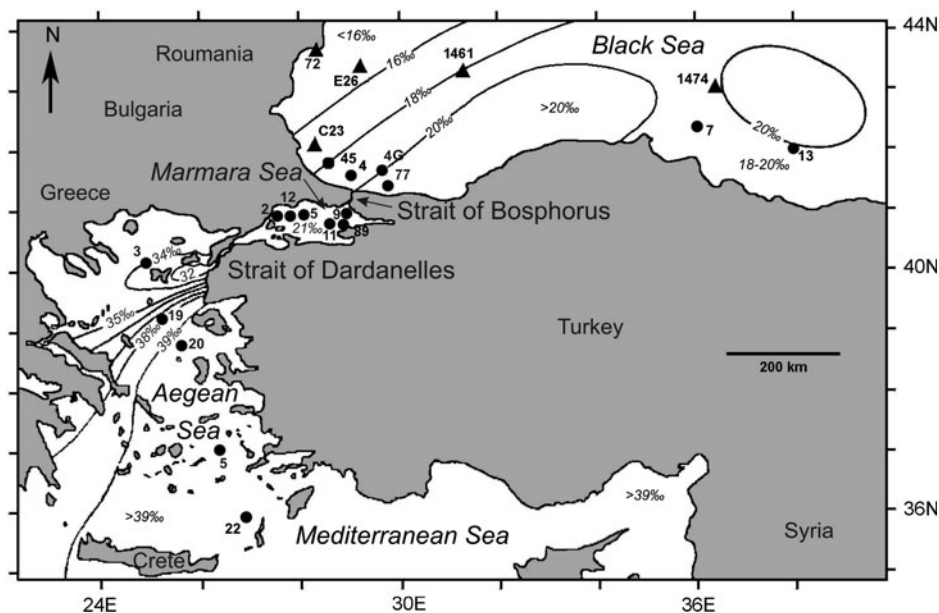 N
Roumania
72
<16‰
E26
16‰
1461
18‰
Black Sea
44N
1474
20‰
>20‰
20‰
7
13
18-20‰
Bulgaria
C23
45
4
4G
77
Marmara Sea
Greece
2
12
5
9
21‰
11
89
Strait of Bosphorus
3
34‰
32
Strait of Dardanelles
40N
35‰
19
38‰
39‰
20
Turkey
200 km
Aegean
Sea
5
>39‰
22
>39‰
36N
Mediterranean Sea
Syria
Crete
24E
30E
36E